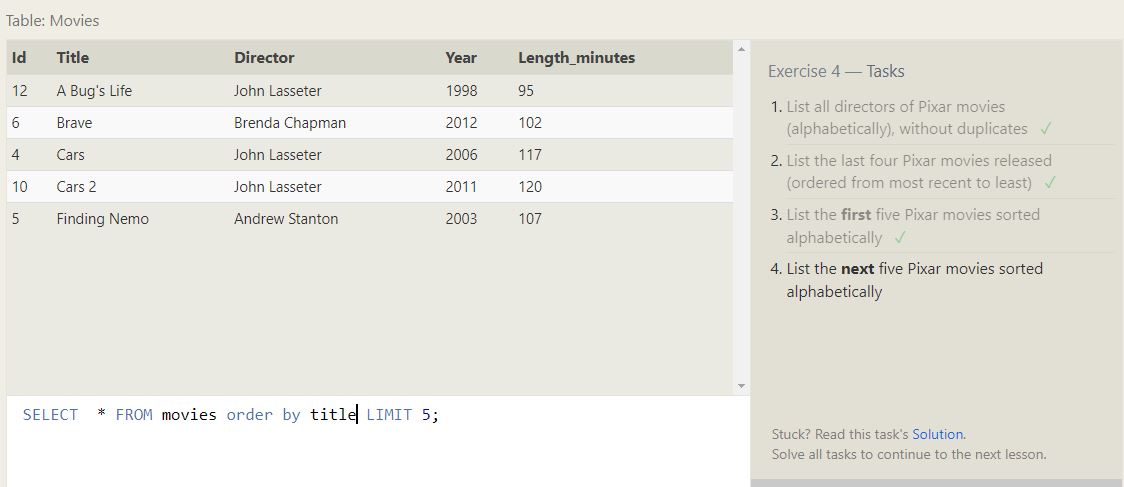 Table: Movies
Id Title Director Year Length_minutes
12 A Bug's Life John Lasseter 1998 95
6 Brave Brenda Chapman 2012 102
4 Cars John Lasseter 2006 117
10 Cars 2 John Lasseter 2011 120
5 Finding Nemo Andrew Stanton 2003 107
SELECT  * FROM movies order by title LIMIT 5;
Exercise 4 — Tasks
1. List all directors of Pixar movies
(alphabetically), without duplicates ✓
2. List the last four Pixar movies released
(ordered from most recent to least) ✓
3. List the first five Pixar movies sorted
alphabetically ✓
4. List the next five Pixar movies sorted
alphabetically
Stuck? Read this task's Solution.
Solve all tasks to continue to the next lesson.